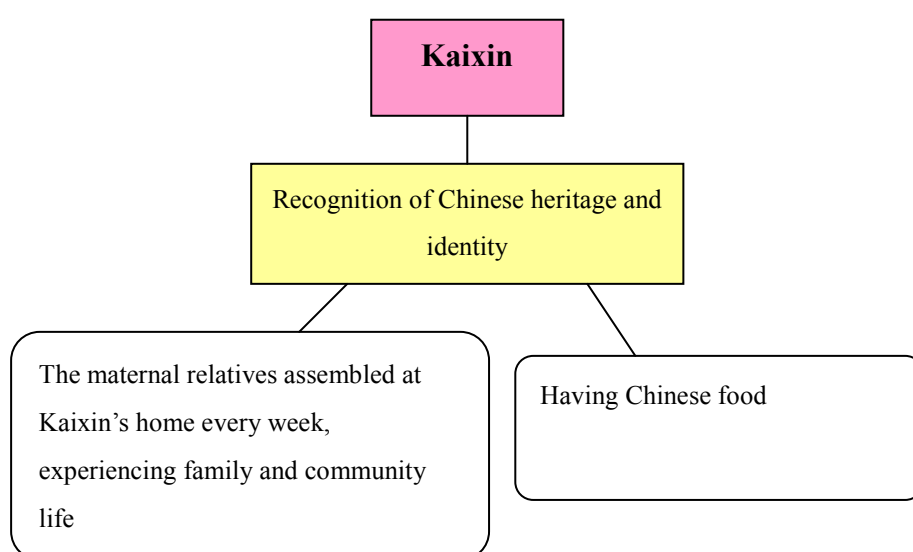 Kaixin
Recognition of Chinese heritage and
identity
The maternal relatives assembled at
Kaixin’s home every week,
experiencing family and community
life
Having Chinese food